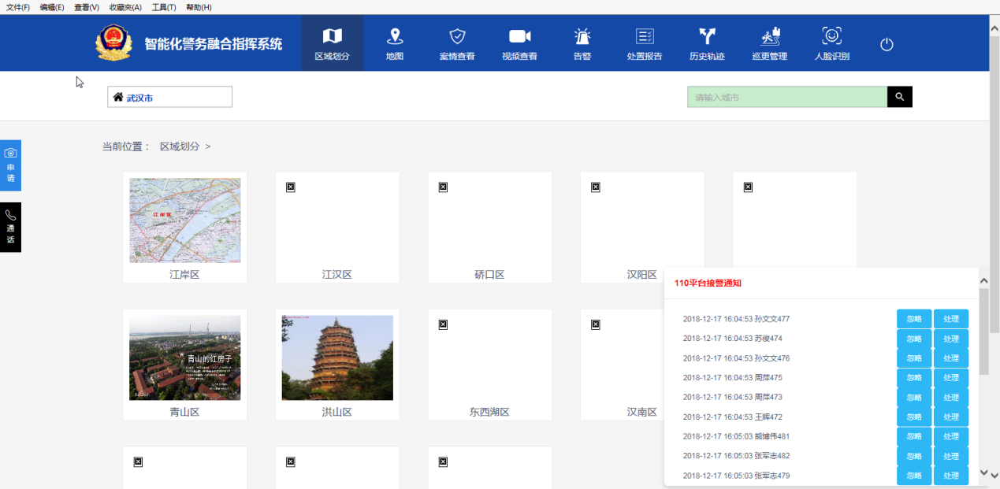 文件(F) 编辑(E) 查看(V) 收藏夹(A) 工具(T) 帮助(H)
智能化警务融合指挥系统
区域划分 地图 案情查看 视频查看 告警 处置报告 历史轨迹 巡更管理 人脸识别
武汉市
请输入城市
申请
通话
当前位置： 区域划分 >
江岸区
江岸区 江汉区 硚口区 汉阳区
青山的红房子
青山区 洪山区 东西湖区 汉南区
110平台接警通知
2018-12-17 16:04:53 孙文文477 忽略 处理
2018-12-17 16:04:53 苏俊474 忽略 处理
2018-12-17 16:04:53 孙文文476 忽略 处理
2018-12-17 16:04:53 周萍475 忽略 处理
2018-12-17 16:04:53 周萍473 忽略 处理
2018-12-17 16:04:53 王辉472 忽略 处理
2018-12-17 16:05:03 熊博伟481 忽略 处理
2018-12-17 16:05:03 张军志482 忽略 处理
2018-12-17 16:05:03 张军志479 忽略 处理